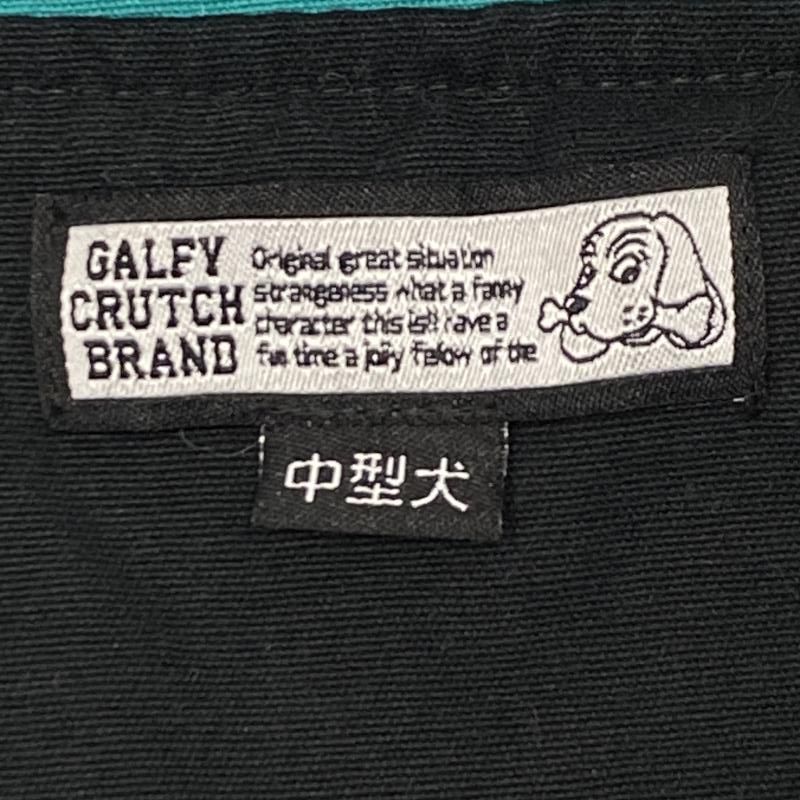 GALFY
CRUTCH
BRAND
Original great situation
strangeness what a fanny
character this is!! have a
fun time a jolly fellow of the
中型犬